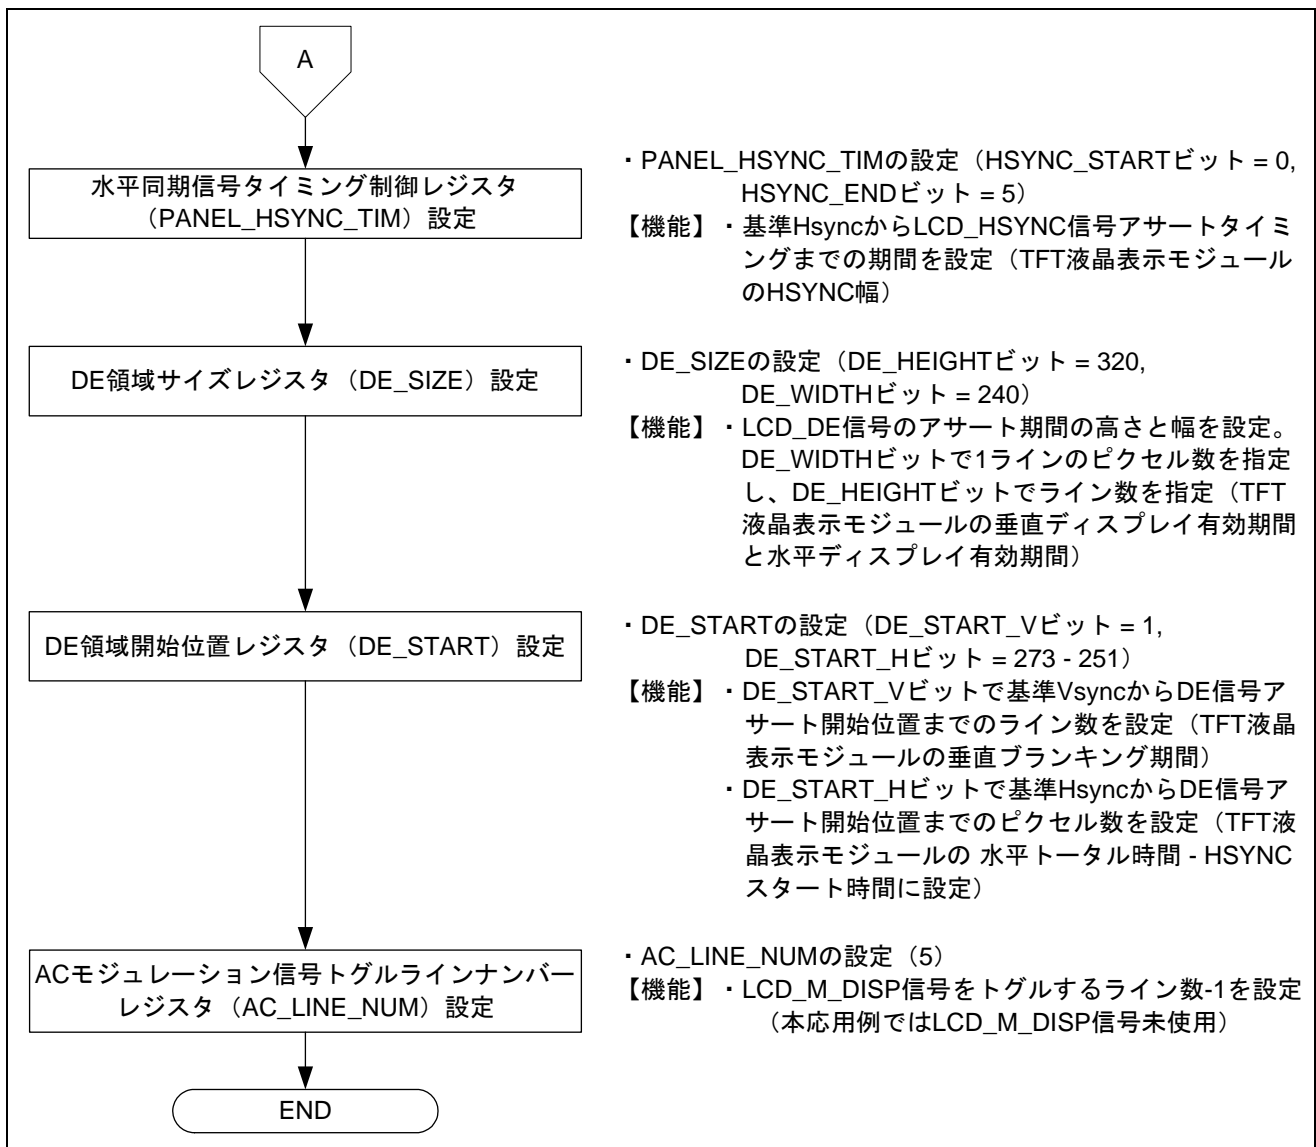 A
水平同期信号タイミング制御レジスタ
（PANEL_HSYNC_TIM）設定
・PANEL_HSYNC_TIMの設定（HSYNC_STARTビット = 0,
HSYNC_ENDビット = 5）
【機能】・基準HsyncからLCD_HSYNC信号アサートタイミ
ングまでの期間を設定（TFT液晶表示モジュール
のHSYNC幅）
DE領域サイズレジスタ（DE_SIZE）設定
・DE_SIZEの設定（DE_HEIGHTビット = 320,
DE_WIDTHビット = 240）
【機能】・LCD_DE信号のアサート期間の高さと幅を設定。
DE_WIDTHビットで1ラインのピクセル数を指定
し、DE_HEIGHTビットでライン数を指定（TFT
液晶表示モジュールの垂直ディスプレイ有効期間
と水平ディスプレイ有効期間）
DE領域開始位置レジスタ（DE_START）設定
・DE_STARTの設定（DE_START_Vビット = 1,
DE_START_Hビット = 273 - 251）
【機能】・DE_START_Vビットで基準VsyncからDE信号ア
サート開始位置までのライン数を設定（TFT液晶
表示モジュールの垂直ブランキング期間）
・DE_START_Hビットで基準HsyncからDE信号ア
サート開始位置までのピクセル数を設定（TFT液
晶表示モジュールの 水平トータル時間 - HSYNC
スタート時間に設定）
ACモジュレーション信号トグルラインナンバー
レジスタ（AC_LINE_NUM）設定
・AC_LINE_NUMの設定（5）
【機能】・LCD_M_DISP信号をトグルするライン数-1を設定
（本応用例ではLCD_M_DISP信号未使用）
END